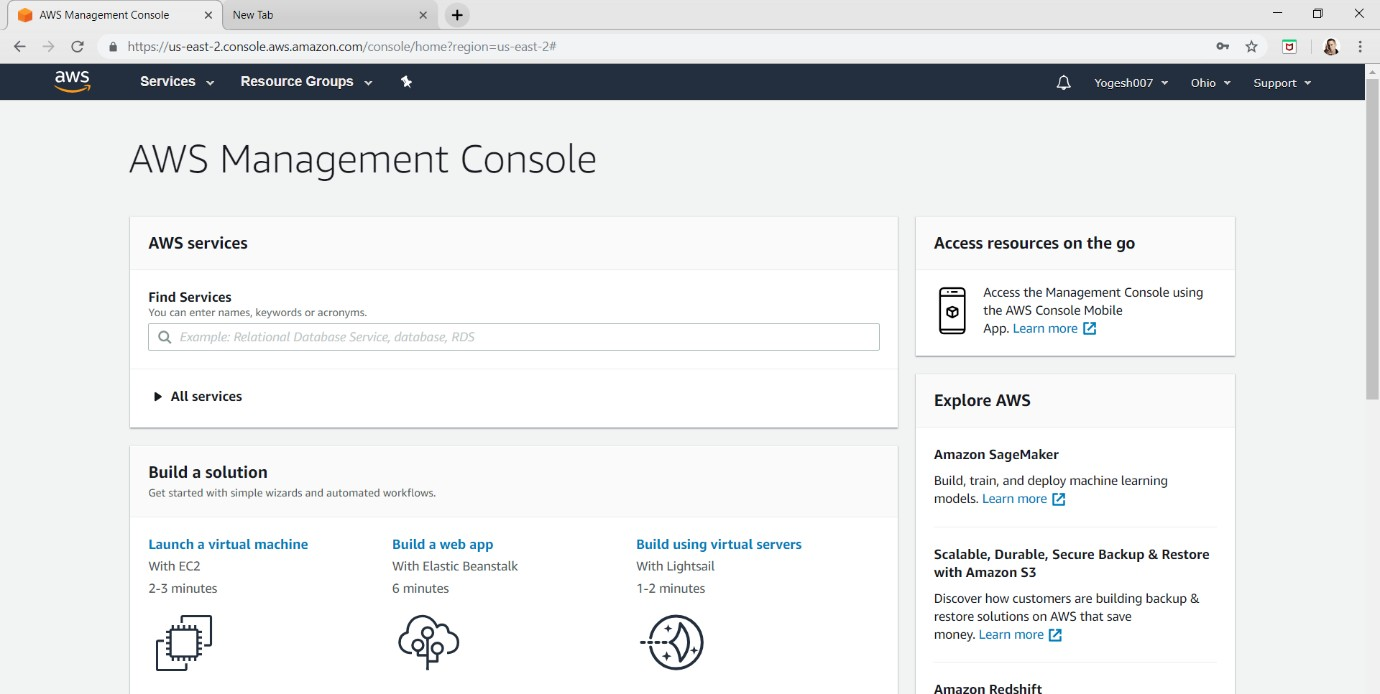 AWS Management Console
New Tab
https://us-east-2.console.aws.amazon.com/console/home?region=us-east-2#
aws
Services
Resource Groups
Yogesh007
Ohio
Support
AWS Management Console
AWS services
Find Services
You can enter names, keywords or acronyms.
Example: Relational Database Service, database, RDS
All services
Build a solution
Get started with simple wizards and automated workflows.
Launch a virtual machine
With EC2
2-3 minutes
Build a web app
With Elastic Beanstalk
6 minutes
Build using virtual servers
With Lightsail
1-2 minutes
Access resources on the go
Access the Management Console using
the AWS Console Mobile
App. Learn more
Explore AWS
Amazon SageMaker
Build, train, and deploy machine learning
models. Learn more
Scalable, Durable, Secure Backup & Restore
with Amazon S3
Discover how customers are building backup &
restore solutions on AWS that save
money. Learn more
Amazon Redshift